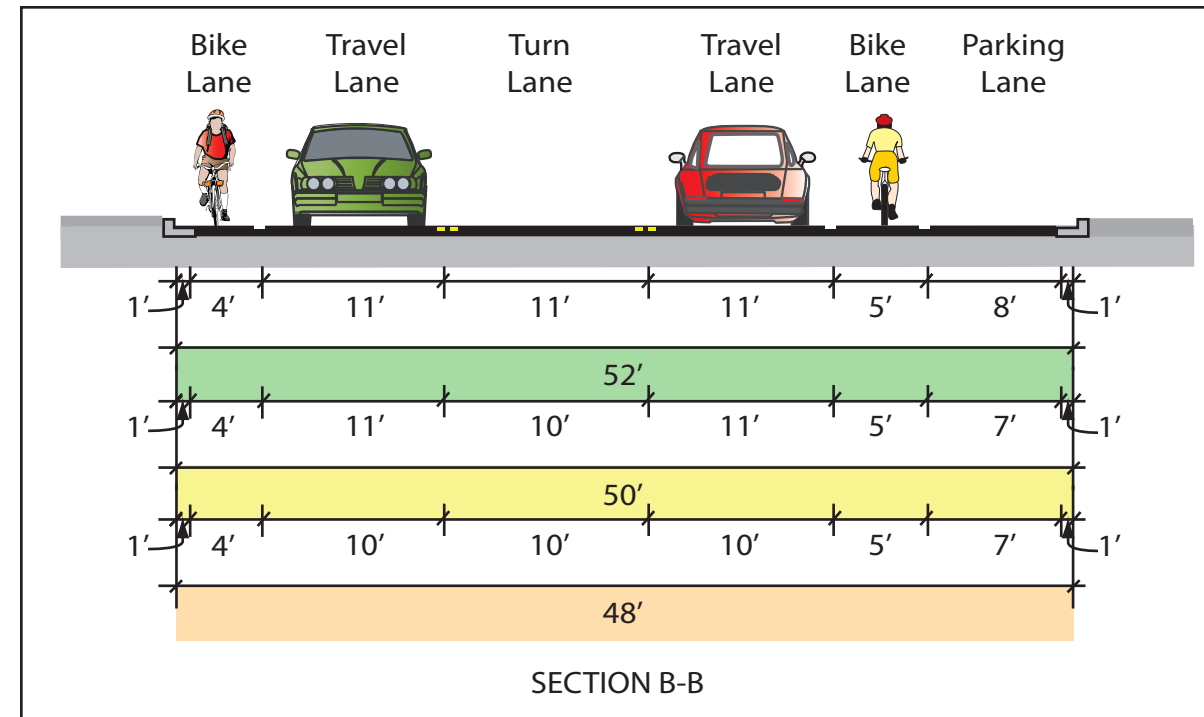 Bike Travel Turn Travel Bike Parking
Lane Lane Lane Lane Lane Lane
1′ 4′ 11′ 11′ 11′ 5′ 8′ 1′
52′
1′ 4′ 11′ 10′ 11′ 5′ 7′ 1′
50′
1′ 4′ 10′ 10′ 10′ 5′ 7′ 1′
48′
SECTION B-B